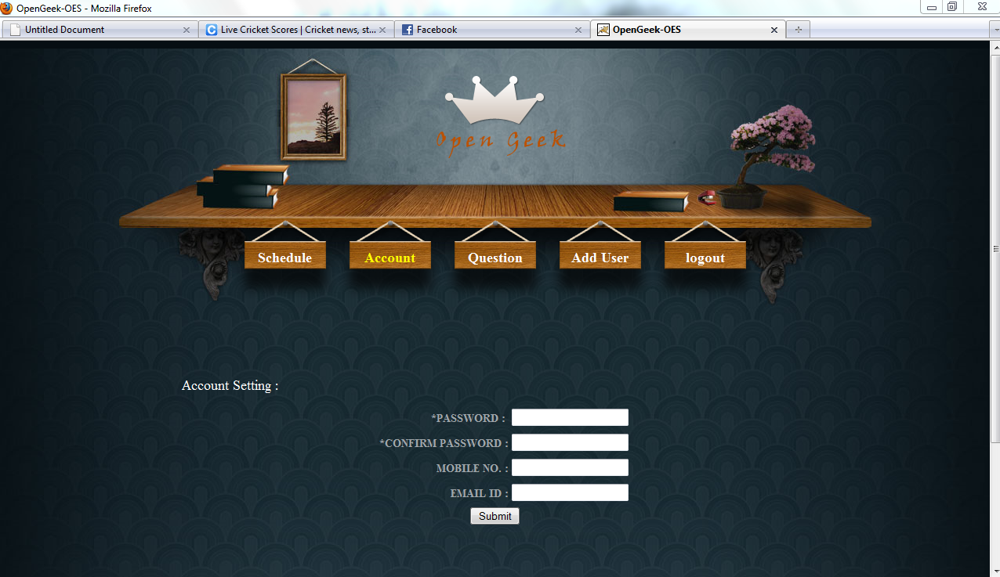 OpenGeek-OES - Mozilla Firefox
Untitled Document
Live Cricket Scores | Cricket news, st...
Facebook
OpenGeek-OES
Open Geek
Schedule
Account
Question
Add User
logout
Account Setting :
*PASSWORD :
*CONFIRM PASSWORD :
MOBILE NO. :
EMAIL ID :
Submit